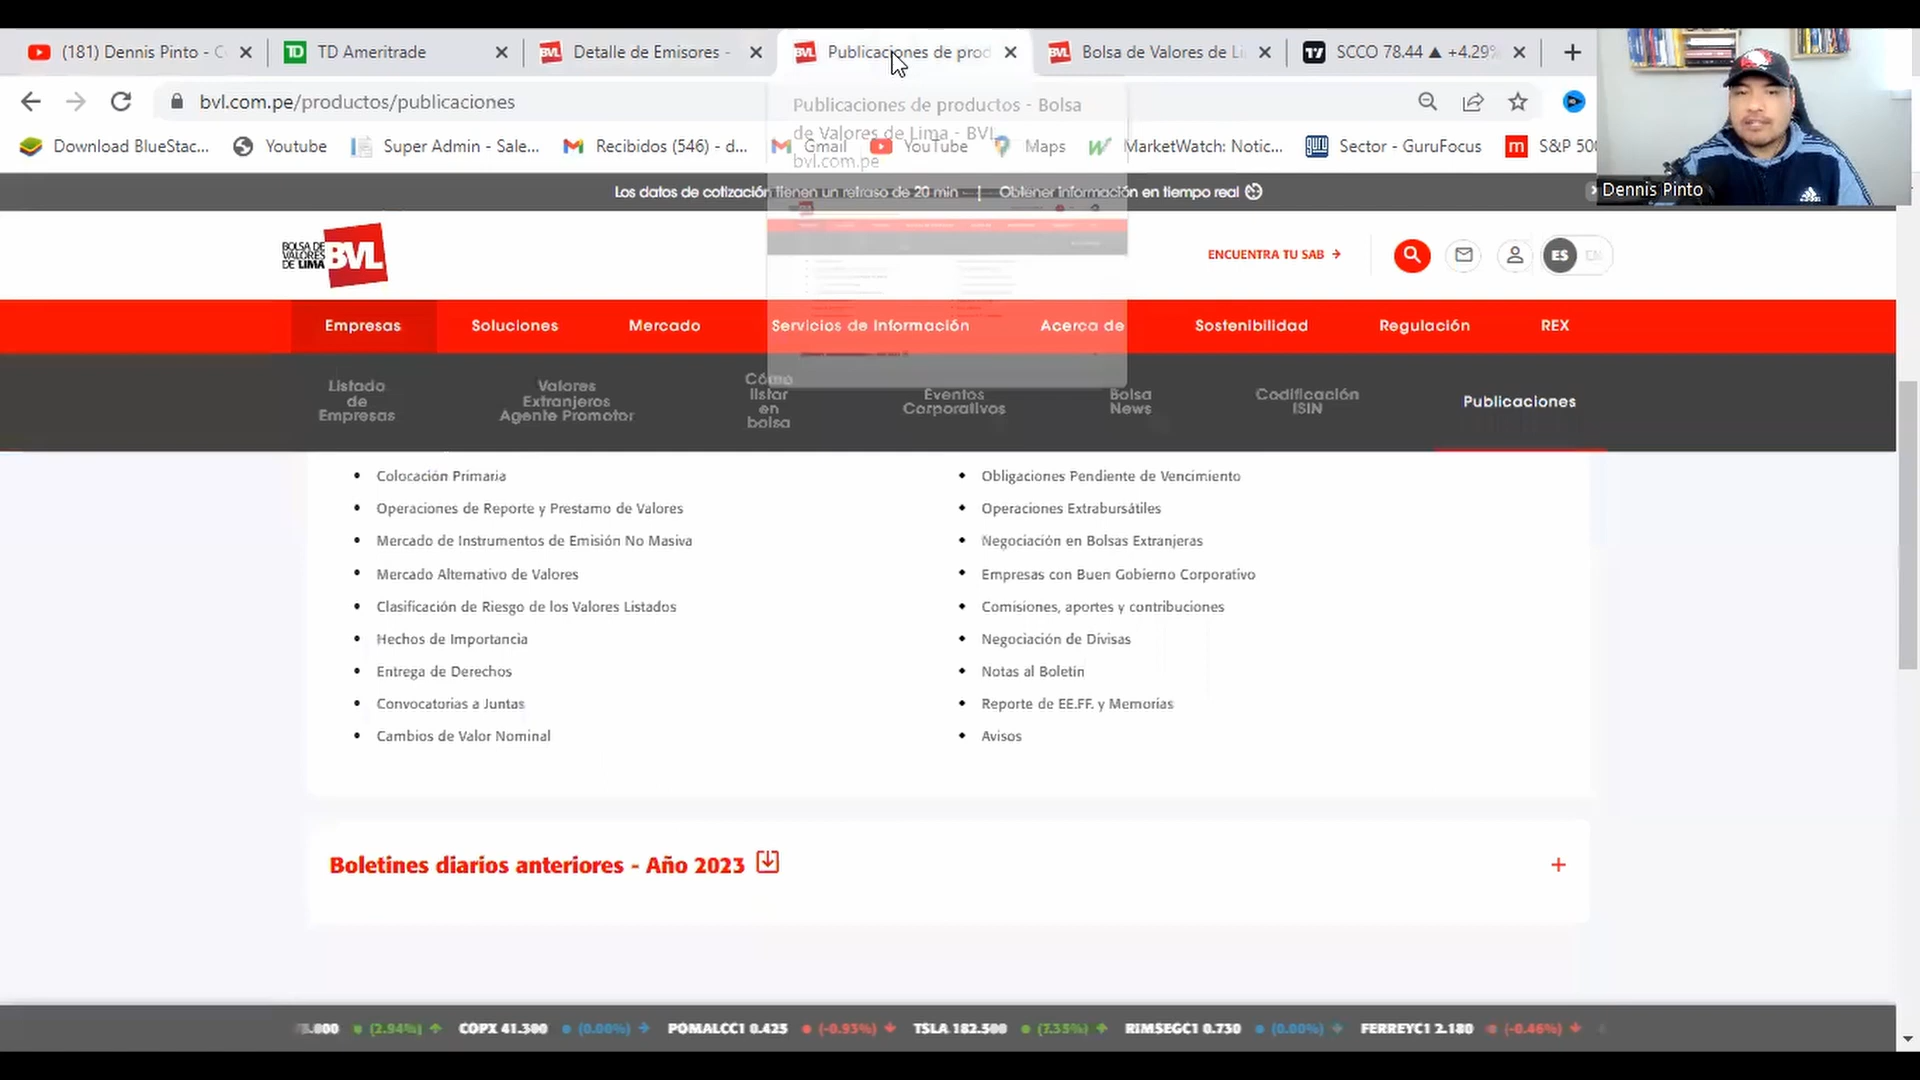 (181) Dennis Pinto - C
TD Ameritrade
Detalle de Emisores -
Publicaciones de prod
Bolsa de Valores de Li
SCCO 78.44 ▲ +4.29%
bvl.com.pe/productos/publicaciones
Publicaciones de productos - Bolsa
de Valores de Lima - BVL
bvl.com.pe
Download BlueStac...
Youtube
Super Admin - Sale...
Recibidos (546) - d...
Gmail
YouTube
Maps
MarketWatch: Notic...
Sector - GuruFocus
S&P 500
Dennis Pinto
Los datos de cotización tienen un retraso de 20 min | Obtener información en tiempo real
BOLSA DE
VALORES
DE LIMA
BVL
ENCUENTRA TU SAB →
ES
EN
Empresas
Soluciones
Mercado
Servicios de Información
Acerca de
Sostenibilidad
Regulación
REX
Listado
de
Empresas
Valores
Extranjeros
Agente Promotor
Cómo
listar
en
bolsa
Eventos
Corporativos
Bolsa
News
Codificación
ISIN
Publicaciones
• Colocación Primaria
• Operaciones de Reporte y Prestamo de Valores
• Mercado de Instrumentos de Emisión No Masiva
• Mercado Alternativo de Valores
• Clasificación de Riesgo de los Valores Listados
• Hechos de Importancia
• Entrega de Derechos
• Convocatorias a Juntas
• Cambios de Valor Nominal
• Obligaciones Pendiente de Vencimiento
• Operaciones Extrabursátiles
• Negociación en Bolsas Extranjeras
• Empresas con Buen Gobierno Corporativo
• Comisiones, aportes y contribuciones
• Negociación de Divisas
• Notas al Boletín
• Reporte de EE.FF. y Memorias
• Avisos
Boletines diarios anteriores - Año 2023
+
.000 (2.94%) COPX 41.300 (0.00%) POMALCC1 0.425 (-0.93%) TSLA 182.500 (7.35%) RIMSEGC1 0.730 (0.00%) FERREYC1 2.180 (-0.46%)